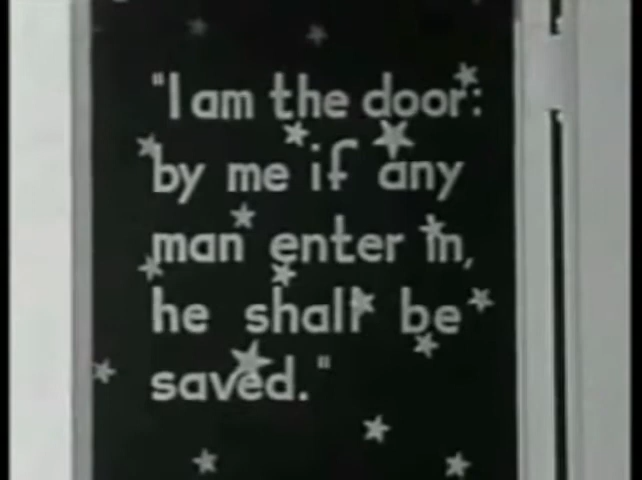 "I am the door:
by me if any
man enter in,
he shall be
saved."